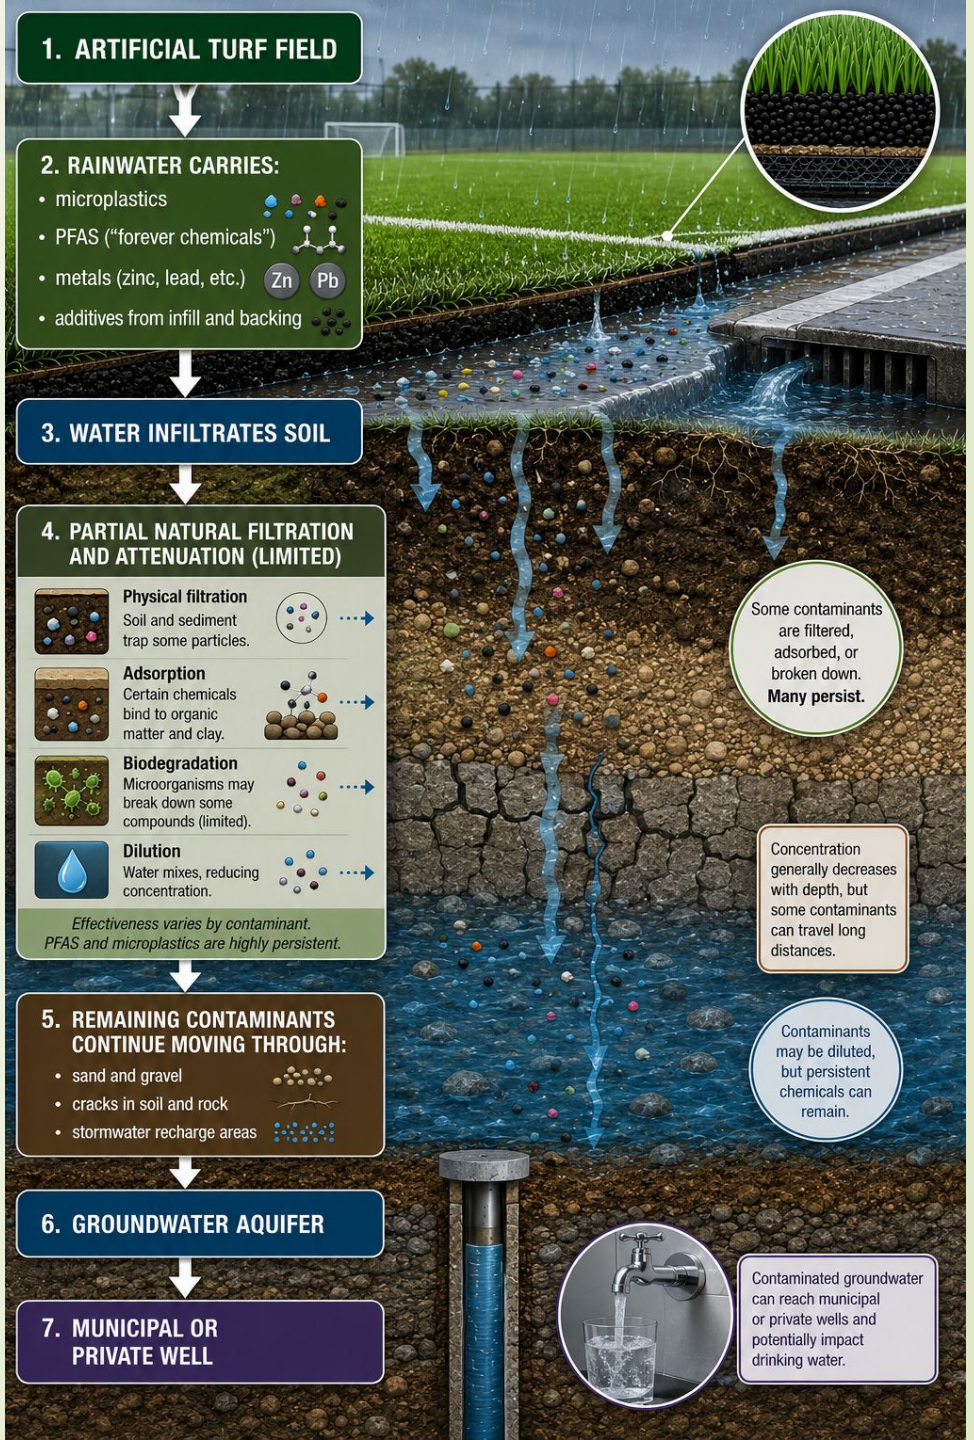 1. ARTIFICIAL TURF FIELD
2. RAINWATER CARRIES:
• microplastics
• PFAS (“forever chemicals”)
• metals (zinc, lead, etc.)
Zn
Pb
• additives from infill and backing
3. WATER INFILTRATES SOIL
4. PARTIAL NATURAL FILTRATION
AND ATTENUATION (LIMITED)
Physical filtration
Soil and sediment
trap some particles.
Adsorption
Certain chemicals
bind to organic
matter and clay.
Biodegradation
Microorganisms may
break down some
compounds (limited).
Dilution
Water mixes, reducing
concentration.
Effectiveness varies by contaminant.
PFAS and microplastics are highly persistent.
Some contaminants
are filtered,
adsorbed, or
broken down.
Many persist.
Concentration
generally decreases
with depth, but
some contaminants
can travel long
distances.
5. REMAINING CONTAMINANTS
CONTINUE MOVING THROUGH:
• sand and gravel
• cracks in soil and rock
• stormwater recharge areas
Contaminants
may be diluted,
but persistent
chemicals can
remain.
6. GROUNDWATER AQUIFER
7. MUNICIPAL OR
PRIVATE WELL
Contaminated groundwater
can reach municipal
or private wells and
potentially impact
drinking water.